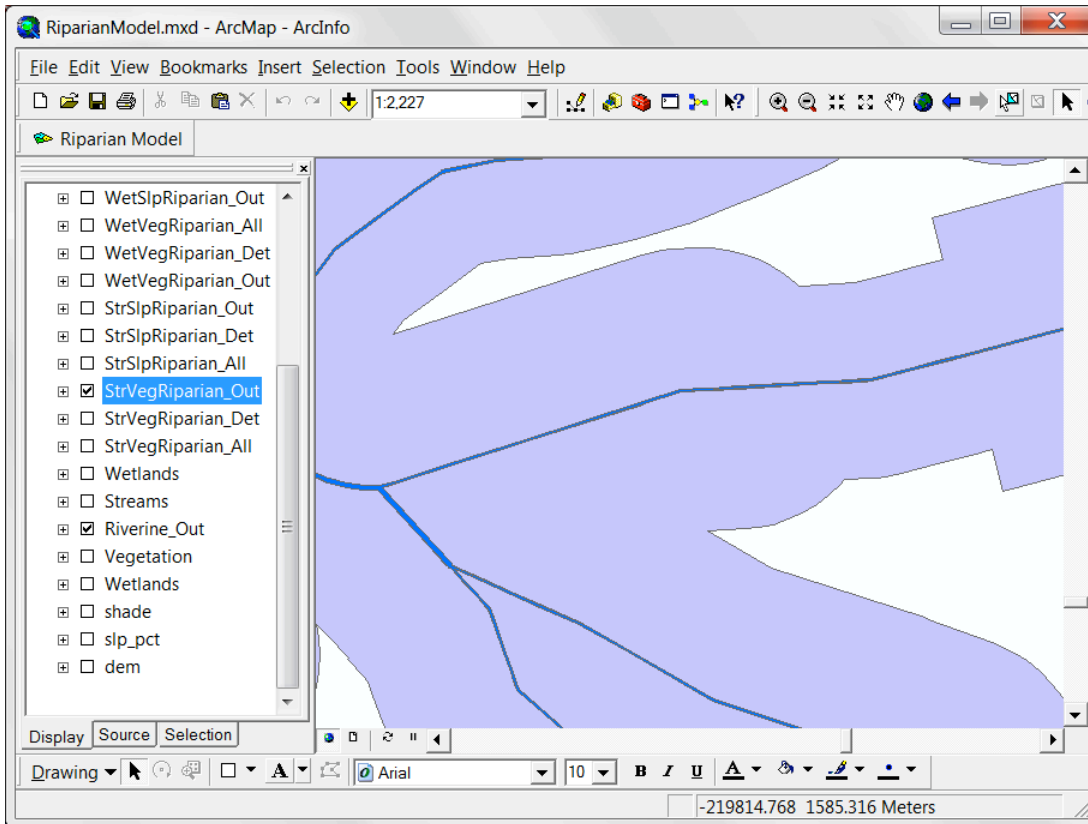 RiparianModel.mxd - ArcMap - ArcInfo
File Edit View Bookmarks Insert Selection Tools Window Help
1:2,227
Riparian Model
WetSlpRiparian_Out
WetVegRiparian_All
WetVegRiparian_Det
WetVegRiparian_Out
StrSlpRiparian_Out
StrSlpRiparian_Det
StrSlpRiparian_All
StrVegRiparian_Out
StrVegRiparian_Det
StrVegRiparian_All
Wetlands
Streams
Riverine_Out
Vegetation
Wetlands
shade
slp_pct
dem
Display Source Selection
Drawing A Arial 10 B I U A
-219814.768 1585.316 Meters